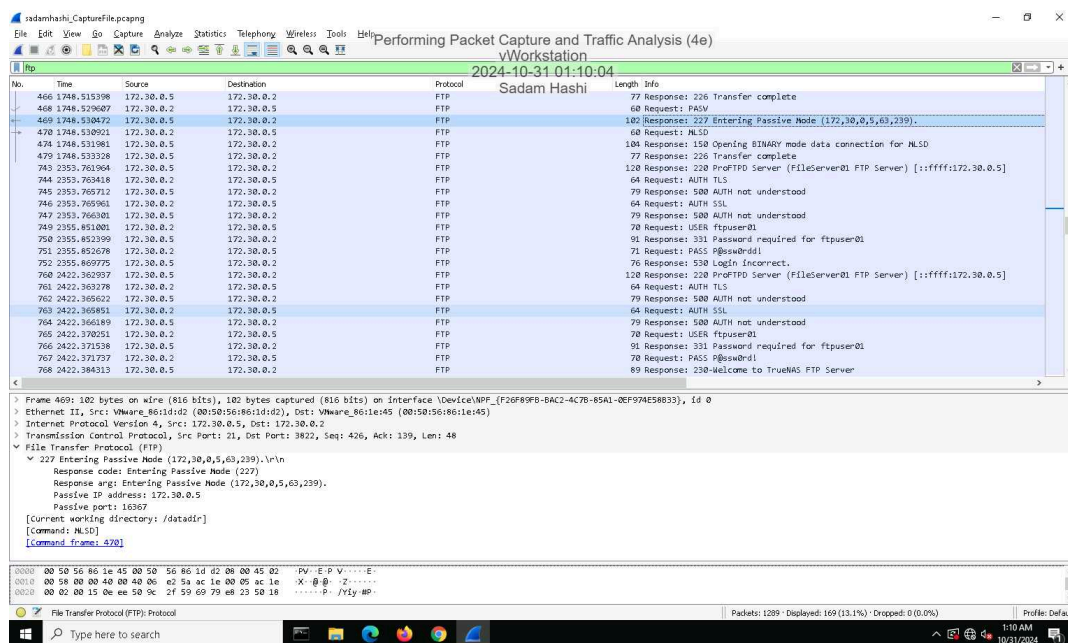 sadamhashi_CaptureFile.pcapng
File Edit View Go Capture Analyze Statistics Telephony Wireless Tools Help
Performing Packet Capture and Traffic Analysis (4e)
vWorkstation
2024-10-31 01:10:04
Sadam Hashi
ftp
No. Time Source Destination Protocol Length Info
466 1748.515398 172.30.0.5 172.30.0.2 FTP 77 Response: 226 Transfer complete
468 1748.529607 172.30.0.2 172.30.0.5 FTP 60 Request: PASV
469 1748.530472 172.30.0.5 172.30.0.2 FTP 102 Response: 227 Entering Passive Mode (172,30,0,5,63,239).
470 1748.530921 172.30.0.2 172.30.0.5 FTP 60 Request: MLSD
474 1748.531981 172.30.0.5 172.30.0.2 FTP 104 Response: 150 Opening BINARY mode data connection for MLSD
479 1748.533328 172.30.0.5 172.30.0.2 FTP 77 Response: 226 Transfer complete
743 2353.761964 172.30.0.5 172.30.0.2 FTP 120 Response: 220 ProFTPD Server (FileServer01 FTP Server) [::ffff:172.30.0.5]
744 2353.763418 172.30.0.2 172.30.0.5 FTP 64 Request: AUTH TLS
745 2353.765712 172.30.0.5 172.30.0.2 FTP 79 Response: 500 AUTH not understood
746 2353.765961 172.30.0.2 172.30.0.5 FTP 64 Request: AUTH SSL
747 2353.766301 172.30.0.5 172.30.0.2 FTP 79 Response: 500 AUTH not understood
749 2355.851001 172.30.0.2 172.30.0.5 FTP 70 Request: USER ftpuser01
750 2355.852399 172.30.0.5 172.30.0.2 FTP 91 Response: 331 Password required for ftpuser01
751 2355.852678 172.30.0.2 172.30.0.5 FTP 71 Request: PASS P@ssw0rdd!
752 2355.869775 172.30.0.5 172.30.0.2 FTP 76 Response: 530 Login incorrect.
760 2422.362937 172.30.0.5 172.30.0.2 FTP 120 Response: 220 ProFTPD Server (FileServer01 FTP Server) [::ffff:172.30.0.5]
761 2422.363278 172.30.0.2 172.30.0.5 FTP 64 Request: AUTH TLS
762 2422.365622 172.30.0.5 172.30.0.2 FTP 79 Response: 500 AUTH not understood
763 2422.365851 172.30.0.2 172.30.0.5 FTP 64 Request: AUTH SSL
764 2422.366189 172.30.0.5 172.30.0.2 FTP 79 Response: 500 AUTH not understood
765 2422.370251 172.30.0.2 172.30.0.5 FTP 70 Request: USER ftpuser01
766 2422.371538 172.30.0.5 172.30.0.2 FTP 91 Response: 331 Password required for ftpuser01
767 2422.371737 172.30.0.2 172.30.0.5 FTP 70 Request: PASS P@ssw0rd!
768 2422.384313 172.30.0.5 172.30.0.2 FTP 89 Response: 230-Welcome to TrueNAS FTP Server
Frame 469: 102 bytes on wire (816 bits), 102 bytes captured (816 bits) on interface \Device\NPF_{F26F89FB-BAC2-4C7B-85A1-0EF974E58B33}, id 0
Ethernet II, Src: VMware_86:1d:d2 (00:50:56:86:1d:d2), Dst: VMware_86:1e:45 (00:50:56:86:1e:45)
Internet Protocol Version 4, Src: 172.30.0.5, Dst: 172.30.0.2
Transmission Control Protocol, Src Port: 21, Dst Port: 3822, Seq: 426, Ack: 139, Len: 48
File Transfer Protocol (FTP)
227 Entering Passive Mode (172,30,0,5,63,239).\r\n
Response code: Entering Passive Mode (227)
Response arg: Entering Passive Mode (172,30,0,5,63,239).
Passive IP address: 172.30.0.5
Passive port: 16367
[Current working directory: /datadir]
[Command: MLSD]
[Command frame: 470]
0000 00 50 56 86 1e 45 00 50 56 86 1d d2 08 00 45 02 ·PV··E·P V·····E·
0010 00 58 00 00 40 00 40 06 e2 5a ac 1e 00 05 ac 1e ·X··@·@· ·Z······
0020 00 02 00 15 0e ee 50 9c 2f 59 69 79 e8 23 50 18 ······P· /Yiy·#P·
File Transfer Protocol (FTP): Protocol
Packets: 1289 · Displayed: 169 (13.1%) · Dropped: 0 (0.0%)
Profile: Defau
Type here to search
1:10 AM
10/31/2024